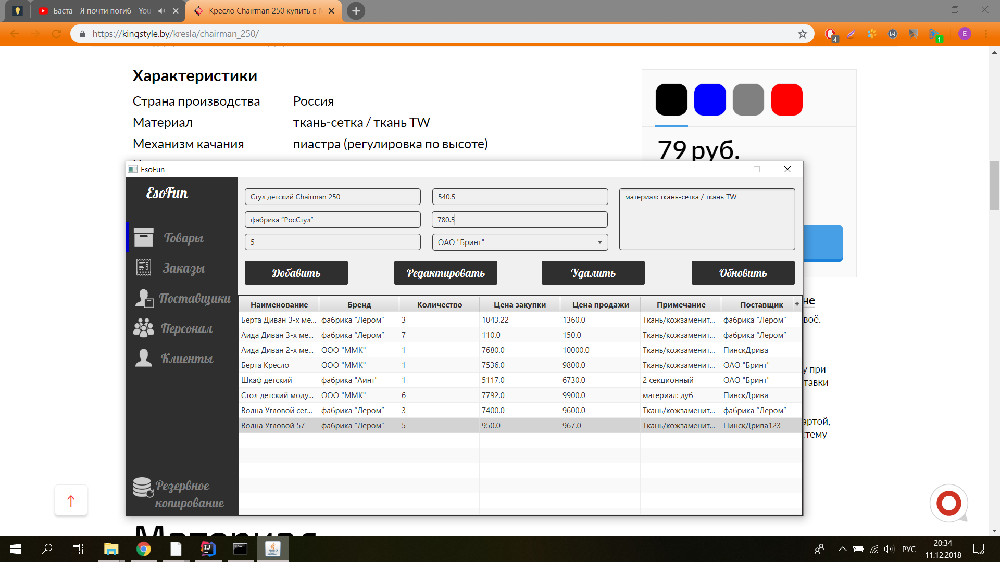 Баста - Я почти погиб - You
Кресло Chairman 250 купить в М
https://kingstyle.by/kresla/chairman_250/
4
1
E
Характеристики
Страна производства Россия
Материал ткань-сетка / ткань TW
Механизм качания пиастра (регулировка по высоте)
79 руб.
EsoFun
EsoFun
Товары
Заказы
Поставщики
Персонал
Клиенты
Резервное
копирование
Стул детский Chairman 250 540.5 материал: ткань-сетка / ткань TW
фабрика “РосСтул” 780.5
5 ОАО "Бринт"
Добавить Редактировать Удалить Обновить
Наименование Бренд Количество Цена закупки Цена продажи Примечание Поставщик +
Берта Диван 3-х ме... фабрика “Лером” 3 1043.22 1360.0 Ткань/кожзаменит... фабрика “Лером”
Аида Диван 3-х ме... фабрика “Лером” 7 110.0 150.0 Ткань/кожзаменит... фабрика “Лером”
Аида Диван 2-х ме... ООО "ММК" 1 7680.0 10000.0 Ткань/кожзаменит... ПинскДрива
Берта Кресло ООО "ММК" 1 7536.0 9800.0 Ткань/кожзаменит... ОАО "Бринт"
Шкаф детский фабрика "Аинт" 1 5117.0 6730.0 2 секционный ОАО "Бринт"
Стол детский моду... ООО "ММК" 6 7792.0 9900.0 материал: дуб ПинскДрива
Волна Угловой сег... фабрика “Лером” 3 7400.0 9600.0 Ткань/кожзаменит... фабрика “Лером”
Волна Угловой 57 фабрика “Лером” 5 950.0 967.0 Ткань/кожзаменит... ПинскДрива123
не
воё.
у при
тавки
артой,
стему
Материал
РУС
20:34
11.12.2018